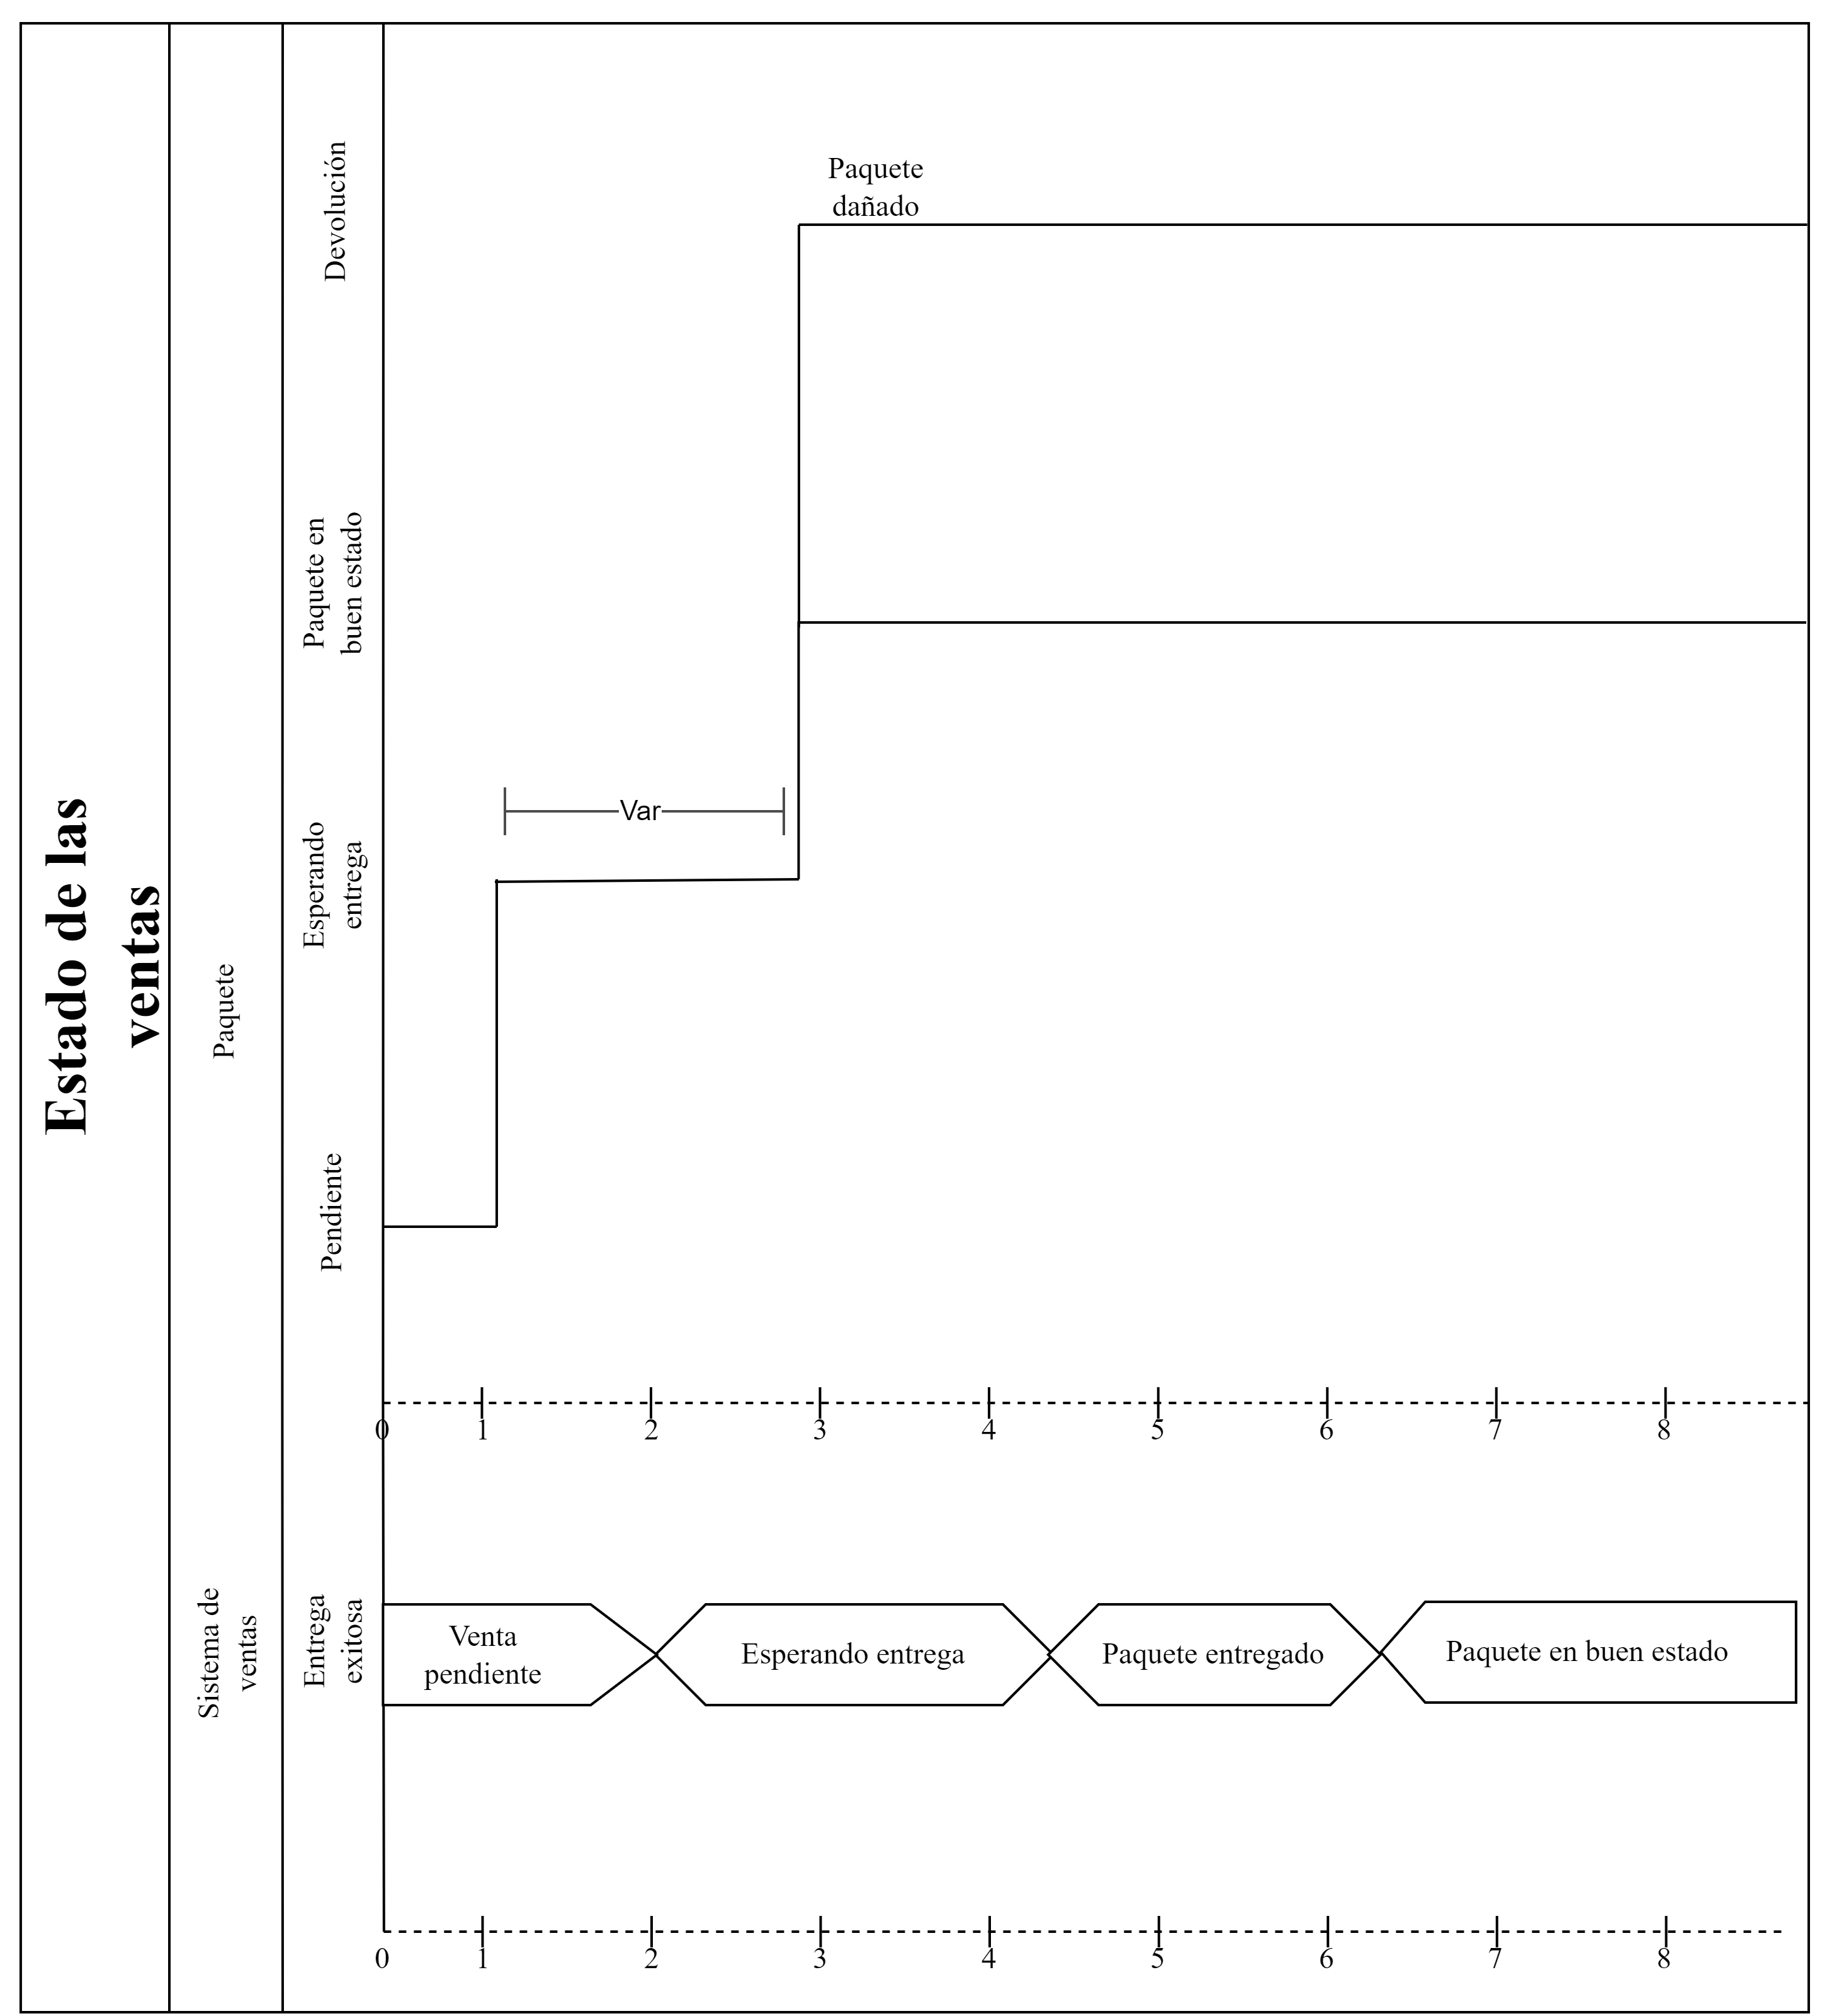 Estado de las
ventas
Paquete
Devolución
Paquete en
buen estado
Esperando
entrega
Pendiente
Paquete
dañado
Var
0 1 2 3 4 5 6 7 8
Sistema de
ventas
Entrega
exitosa
Venta
pendiente
Esperando entrega
Paquete entregado
Paquete en buen estado
0 1 2 3 4 5 6 7 8